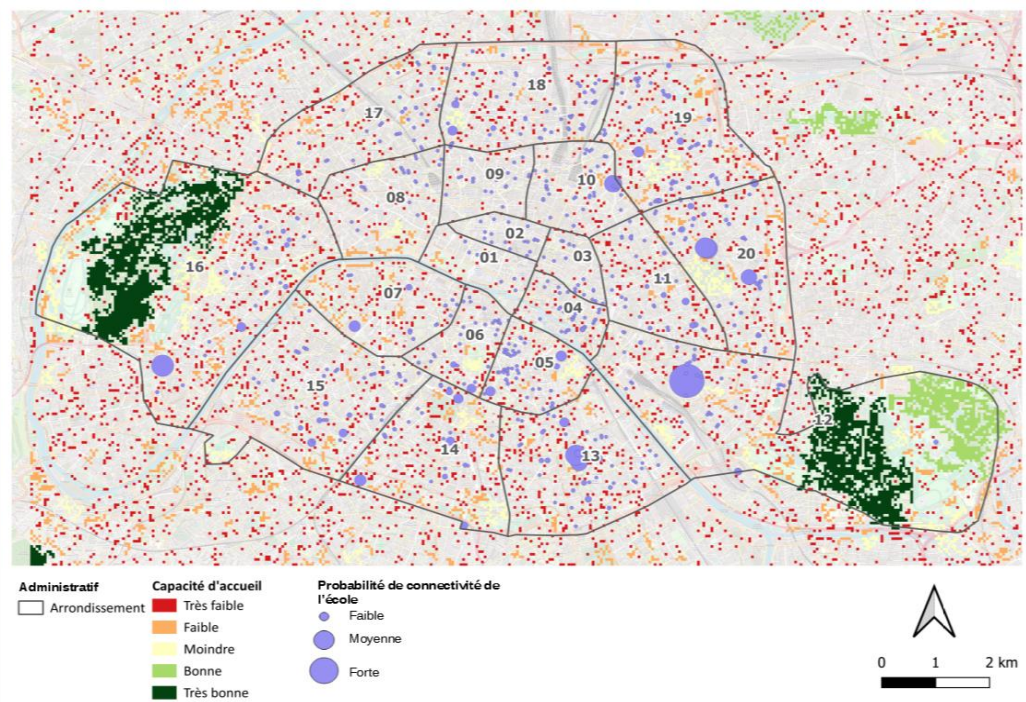 18
17
19
09
10
08
02
03
20
01
16
11
07
04
06
05
15
12
14
13
Administratif
Arrondissement
Capacité d'accueil
Très faible
Faible
Moindre
Bonne
Très bonne
Probabilité de connectivité de
l'école
Faible
Moyenne
Forte
0 1 2 km